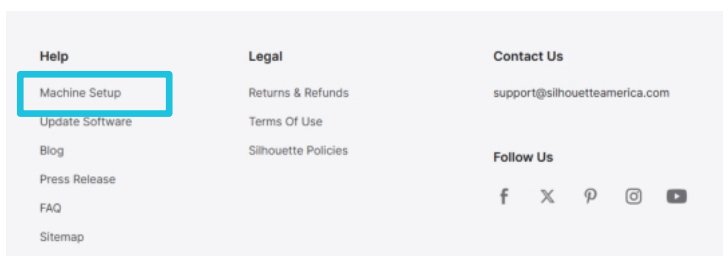 Help
Machine Setup
Update Software
Blog
Press Release
FAQ
Sitemap
Legal
Returns & Refunds
Terms Of Use
Silhouette Policies
Contact Us
support@silhouetteamerica.com
Follow Us